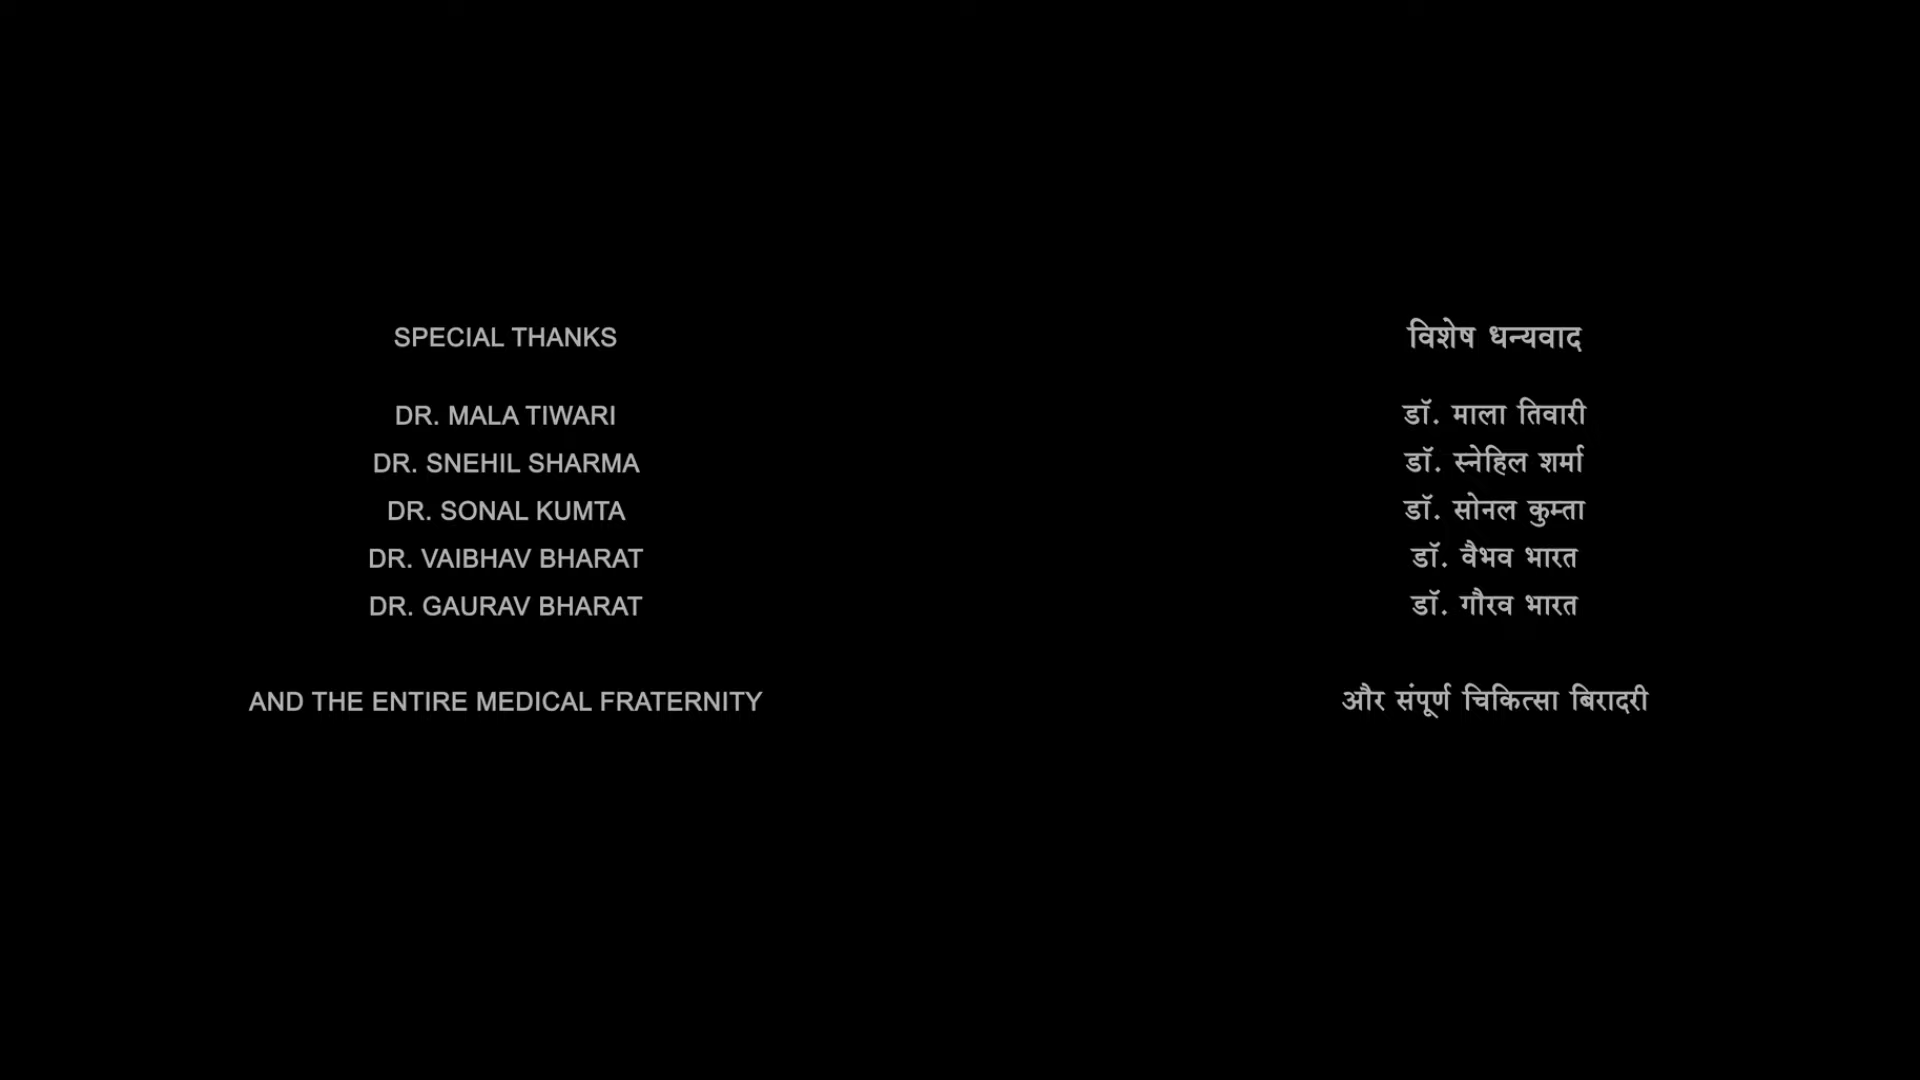 SPECIAL THANKS
DR. MALA TIWARI
DR. SNEHIL SHARMA
DR. SONAL KUMTA
DR. VAIBHAV BHARAT
DR. GAURAV BHARAT
AND THE ENTIRE MEDICAL FRATERNITY
विशेष धन्यवाद
डॉ. माला तिवारी
डॉ. स्नेहिल शर्मा
डॉ. सोनल कुम्ता
डॉ. वैभव भारत
डॉ. गौरव भारत
और संपूर्ण चिकित्सा बिरादरी